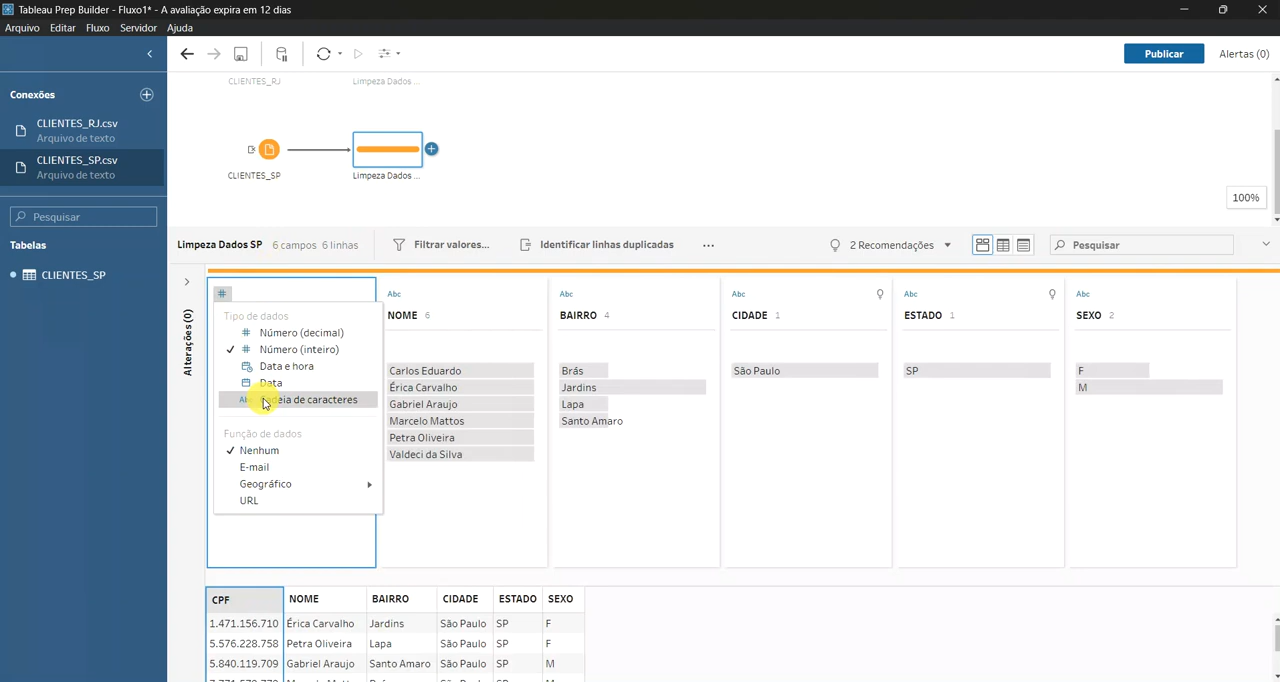 Tableau Prep Builder - Fluxo1* - A avaliação expira em 12 dias
Arquivo Editar Fluxo Servidor Ajuda
Publicar Alertas (0)
Conexões
CLIENTES_RJ.csv
Arquivo de texto
CLIENTES_SP.csv
Arquivo de texto
Pesquisar
Tabelas
CLIENTES_SP
CLIENTES_RJ Limpeza Dados ...
CLIENTES_SP Limpeza Dados ...
100%
Limpeza Dados SP 6 campos 6 linhas Filtrar valores... Identificar linhas duplicadas ... 2 Recomendações Pesquisar
Alterações (0)
#
Tipo de dados
# Número (decimal)
# Número (inteiro)
Data e hora
Data
Abc Cadeia de caracteres
Função de dados
Nenhum
E-mail
Geográfico
URL
Abc
NOME 6
Carlos Eduardo
Érica Carvalho
Gabriel Araujo
Marcelo Mattos
Petra Oliveira
Valdeci da Silva
Abc
BAIRRO 4
Brás
Jardins
Lapa
Santo Amaro
Abc
CIDADE 1
São Paulo
Abc
ESTADO 1
SP
Abc
SEXO 2
F
M
CPF NOME BAIRRO CIDADE ESTADO SEXO
1.471.156.710 Érica Carvalho Jardins São Paulo SP F
5.576.228.758 Petra Oliveira Lapa São Paulo SP F
5.840.119.709 Gabriel Araujo Santo Amaro São Paulo SP M